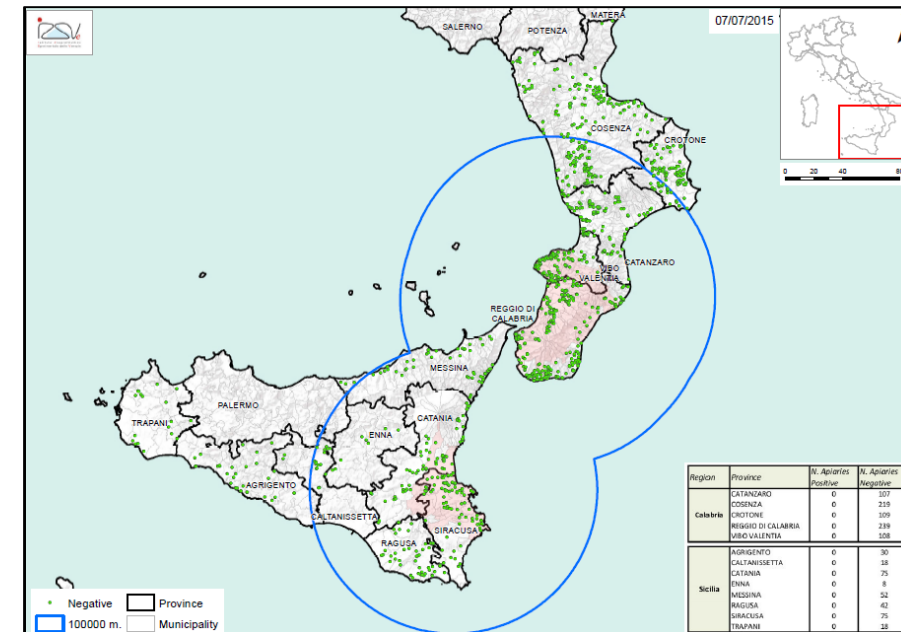 MATERA
SALERNO
POTENZA
07/07/2015
COSENZA
CROTONE
CATANZARO
VIBO
VALENTIA
REGGIO DI
CALABRIA
MESSINA
PALERMO
TRAPANI
CATANIA
ENNA
AGRIGENTO
CALTANISSETTA
SIRACUSA
RAGUSA
0 20 40
Negative Province
100000 m. Municipality
Region Province N. Apiaries Positive N. Apiaries Negative
Calabria
CATANZARO 0 107
COSENZA 0 219
CROTONE 0 109
REGGIO DI CALABRIA 0 239
VIBO VALENTIA 0 108
Sicilia
AGRIGENTO 0 30
CALTANISSETTA 0 18
CATANIA 0 75
ENNA 0 8
MESSINA 0 52
RAGUSA 0 42
SIRACUSA 0 75
TRAPANI 0 18